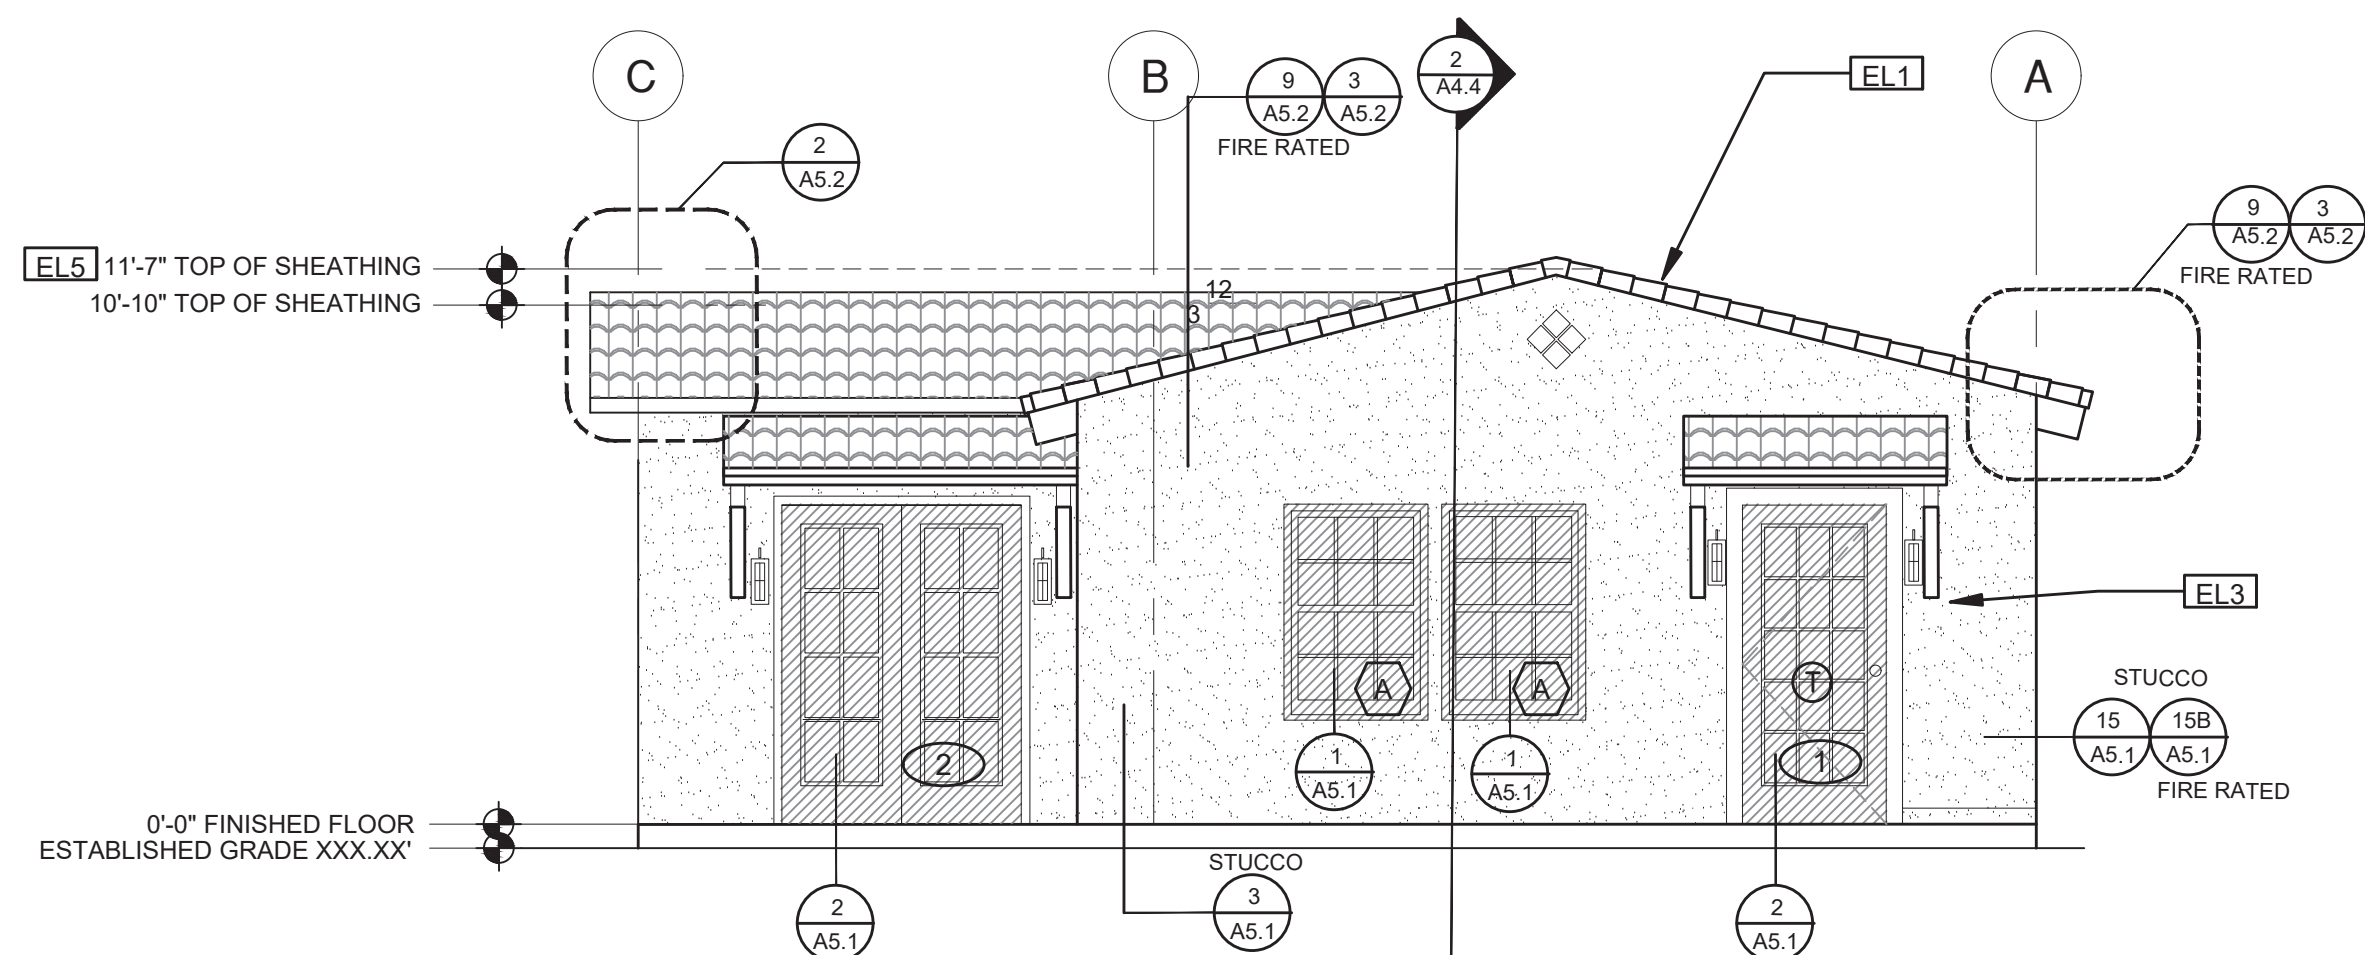 C
B
A
9
A5.2
3
A5.2
FIRE RATED
2
A4.4
EL1
2
A5.2
9
A5.2
3
A5.2
FIRE RATED
EL5
11'-7" TOP OF SHEATHING
10'-10" TOP OF SHEATHING
12
3
EL3
A
A
T
STUCCO
15
A5.1
15B
A5.1
FIRE RATED
2
1
1
A5.1
1
A5.1
0'-0" FINISHED FLOOR
ESTABLISHED GRADE XXX.XX'
STUCCO
3
A5.1
2
A5.1
2
A5.1